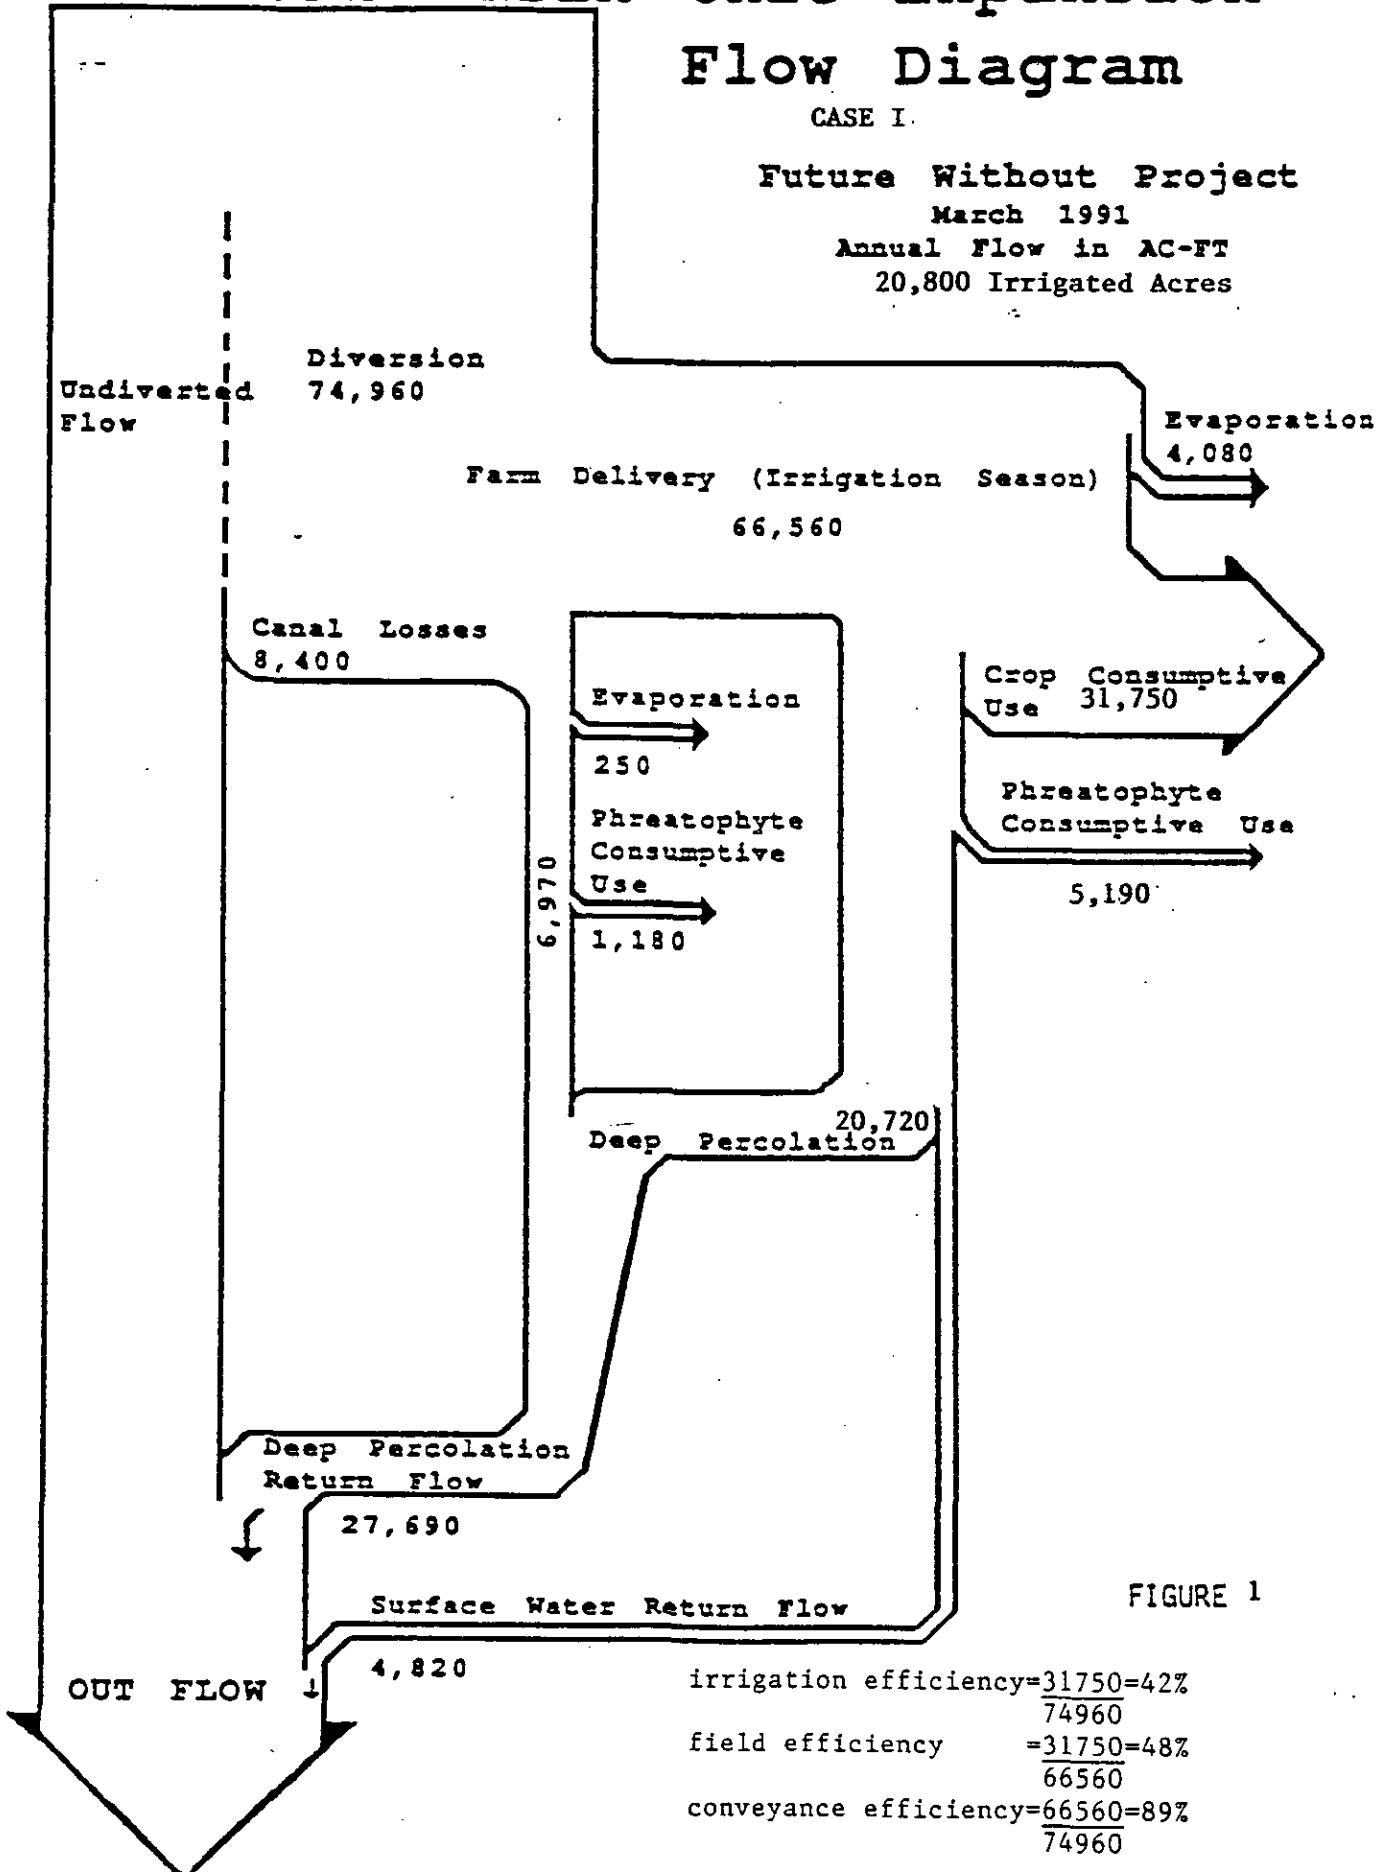 Unit Expansion
Flow Diagram
CASE I.
Future Without Project
March 1991
Annual Flow in AC-FT
20,800 Irrigated Acres
Diversion
74,960
Undiverted
Flow
Evaporation
4,080
Farm Delivery (Irrigation Season)
66,560
Canal Losses
8,400
Evaporation
250
Crop Consumptive
Use 31,750
Phreatophyte
Consumptive Use
5,190
Phreatophyte
Consumptive
Use
1,180
6,970
20,720
Deep Percolation
Deep Percolation
Return Flow
27,690
Surface Water Return Flow
4,820
OUT FLOW
FIGURE 1
irrigation efficiency=31750=42%
74960
field efficiency =31750=48%
66560
conveyance efficiency=66560=89%
74960